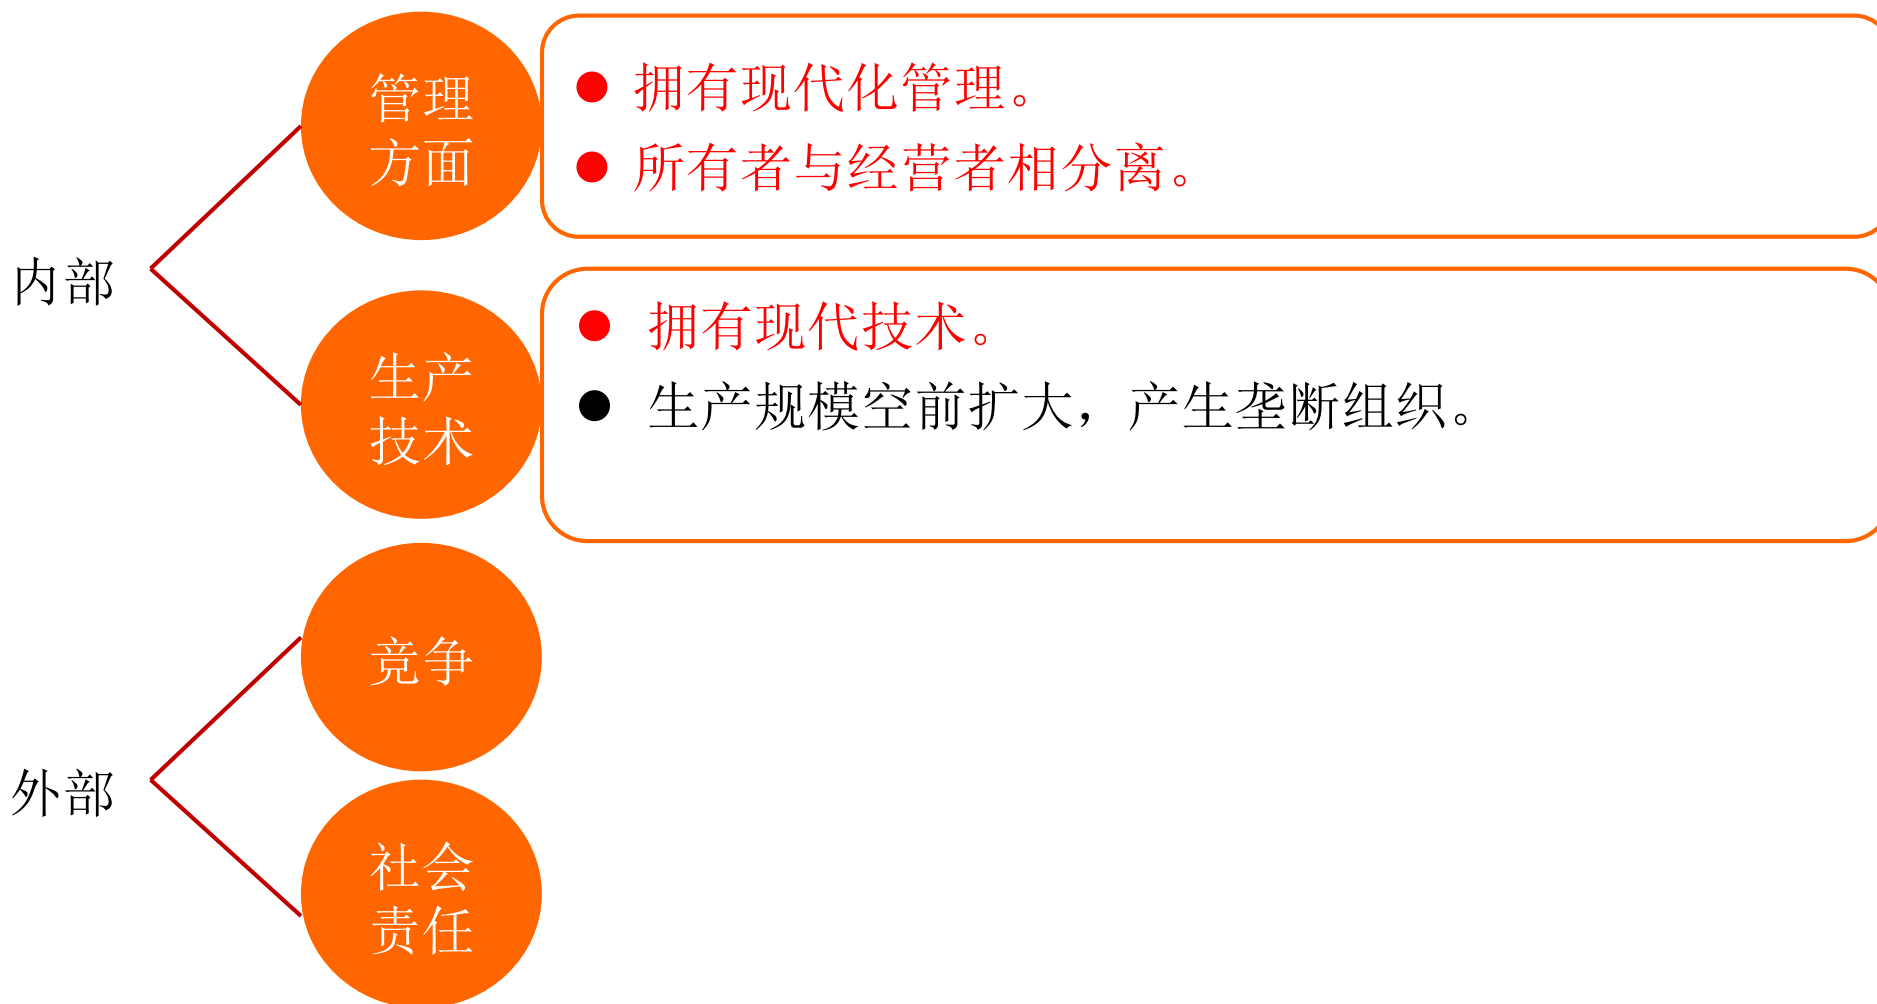 管理
方面
拥有现代化管理。
所有者与经营者相分离。
内部
生产
技术
拥有现代技术。
生产规模空前扩大，产生垄断组织。
竞争
外部
社会
责任